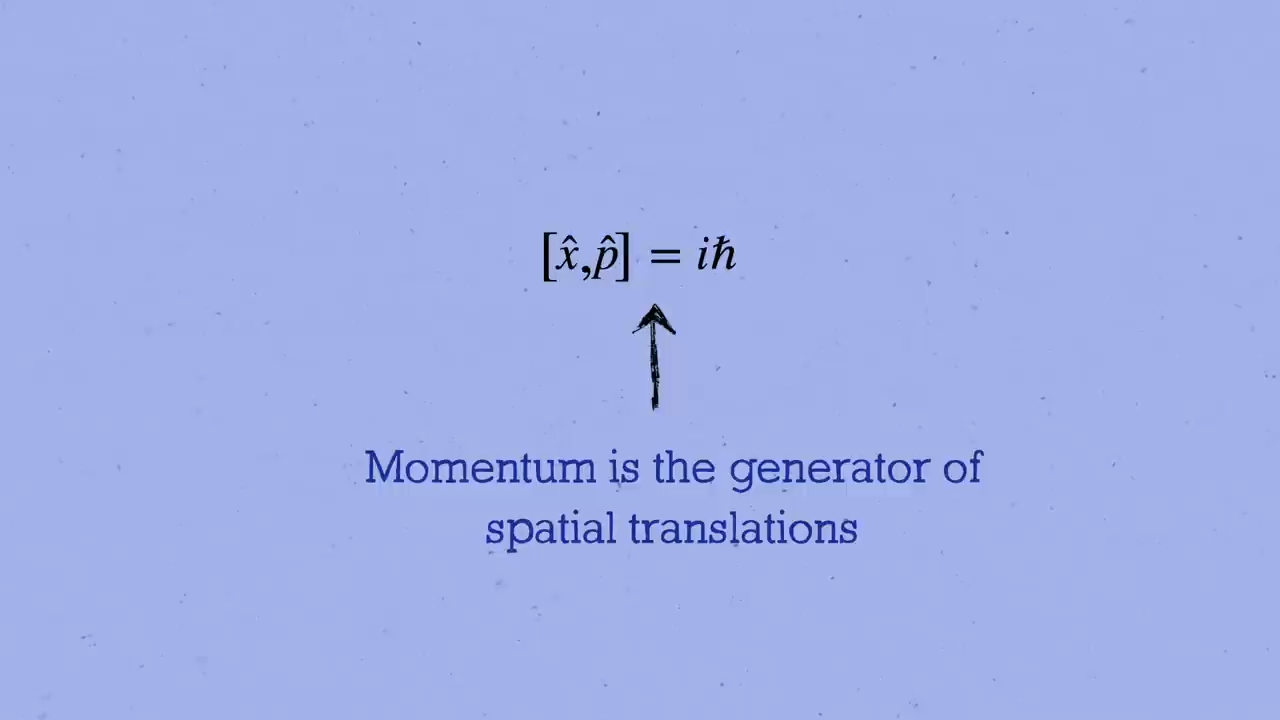 [x̂,p̂] = iħ
Momentum is the generator of
spatial translations